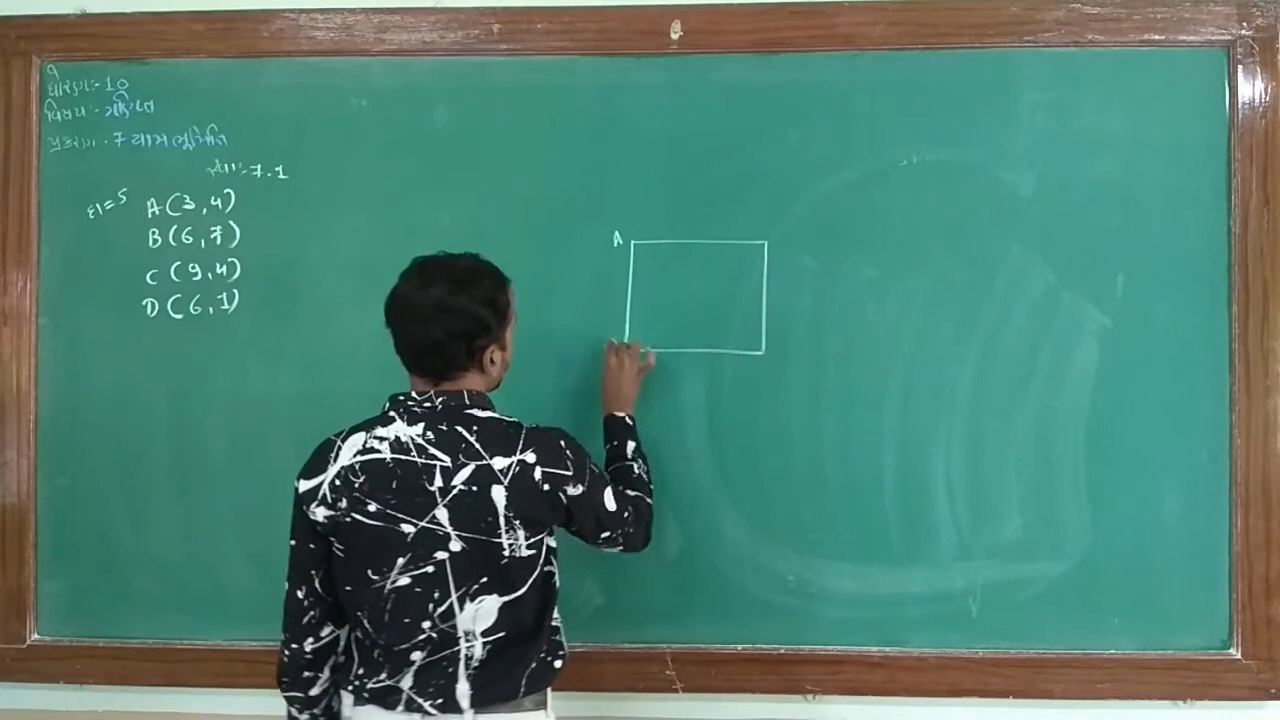 ધોરણ:- 10
વિષય:- ગણિત
પ્રકરણ. 7 યામ ભૂમિતિ
સ્વા:-7.1
દા=5 A(3,4)
B(6,7)
C(9,4)
D(6,1)
A